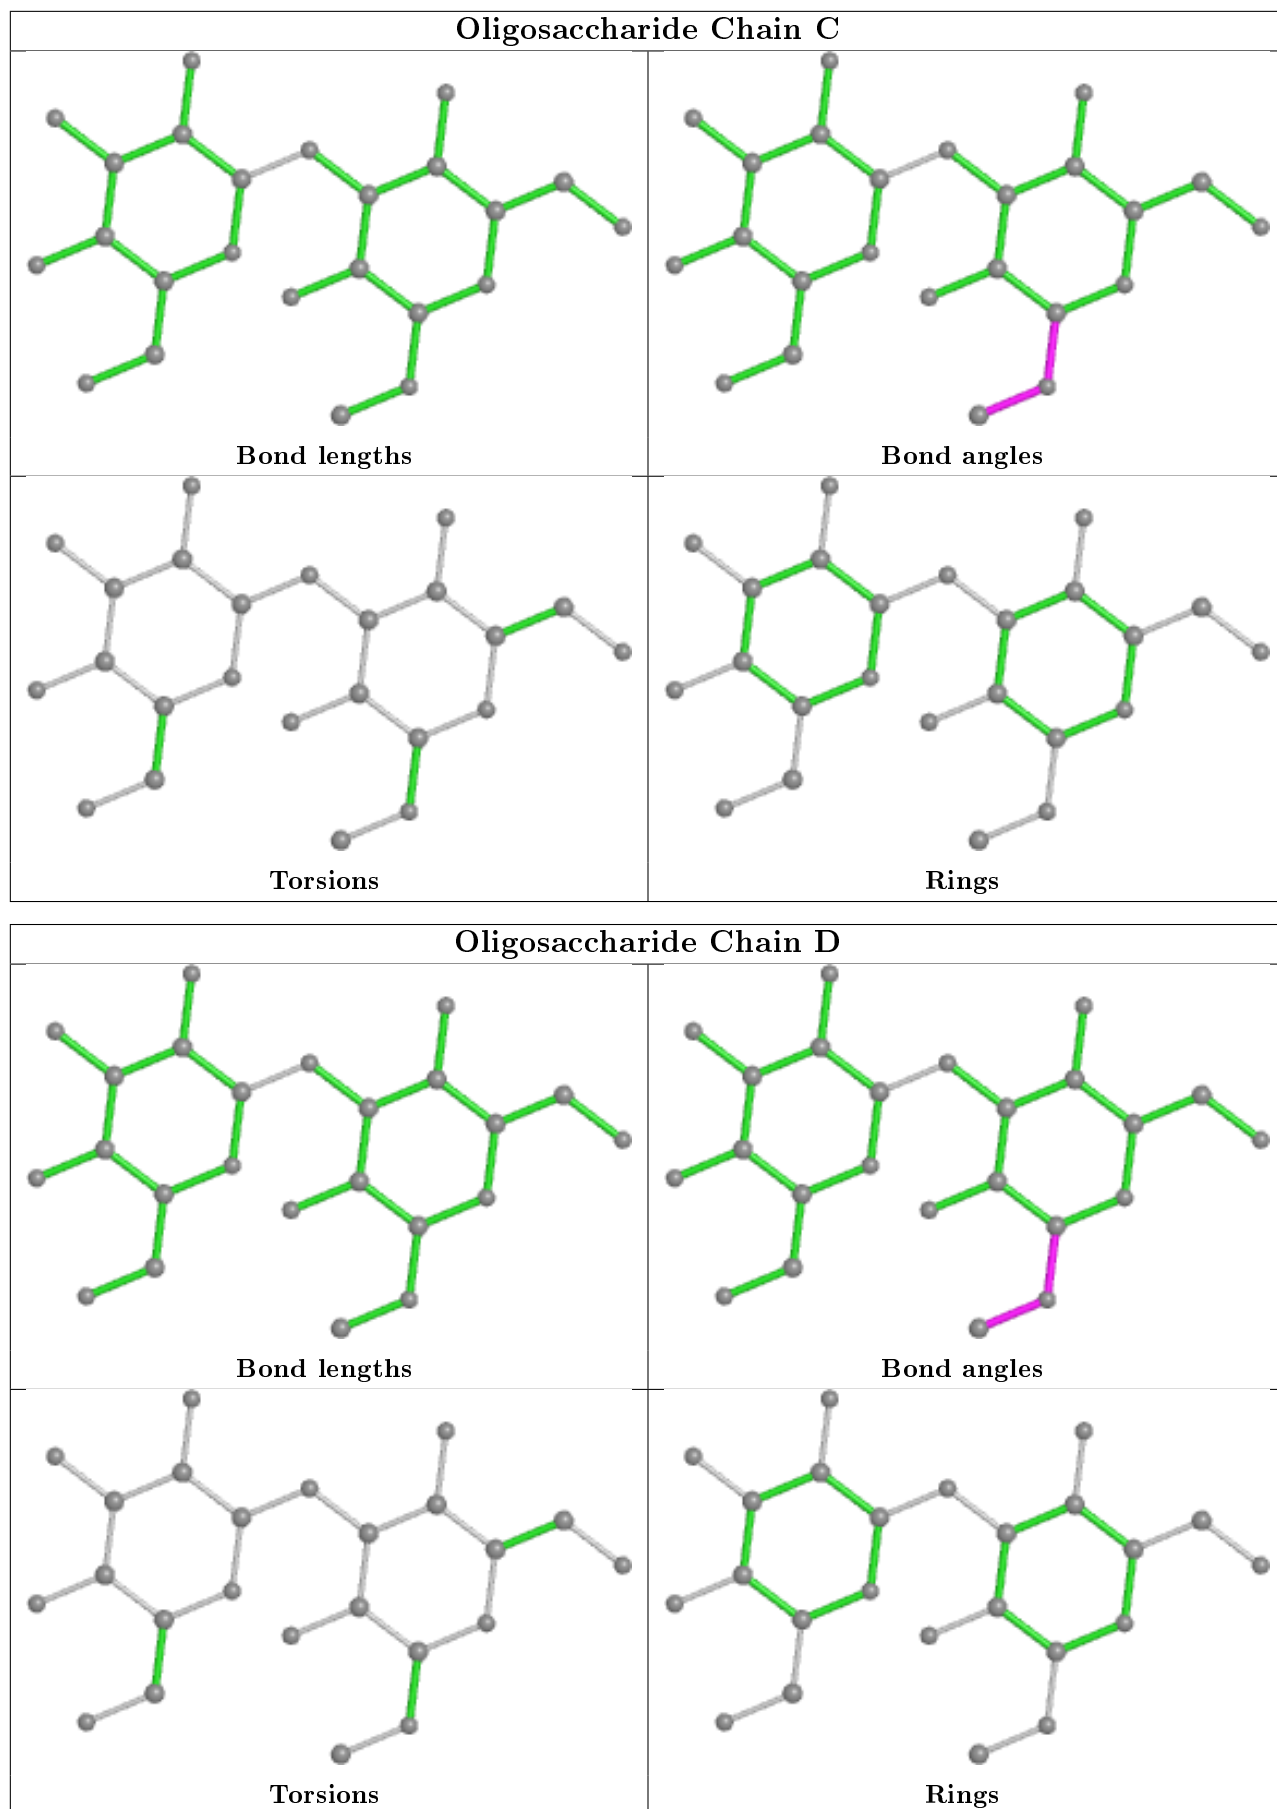 Oligosaccharide Chain C
Bond lengths
Bond angles
Torsions
Rings
Oligosaccharide Chain D
Bond lengths
Bond angles
Torsions
Rings